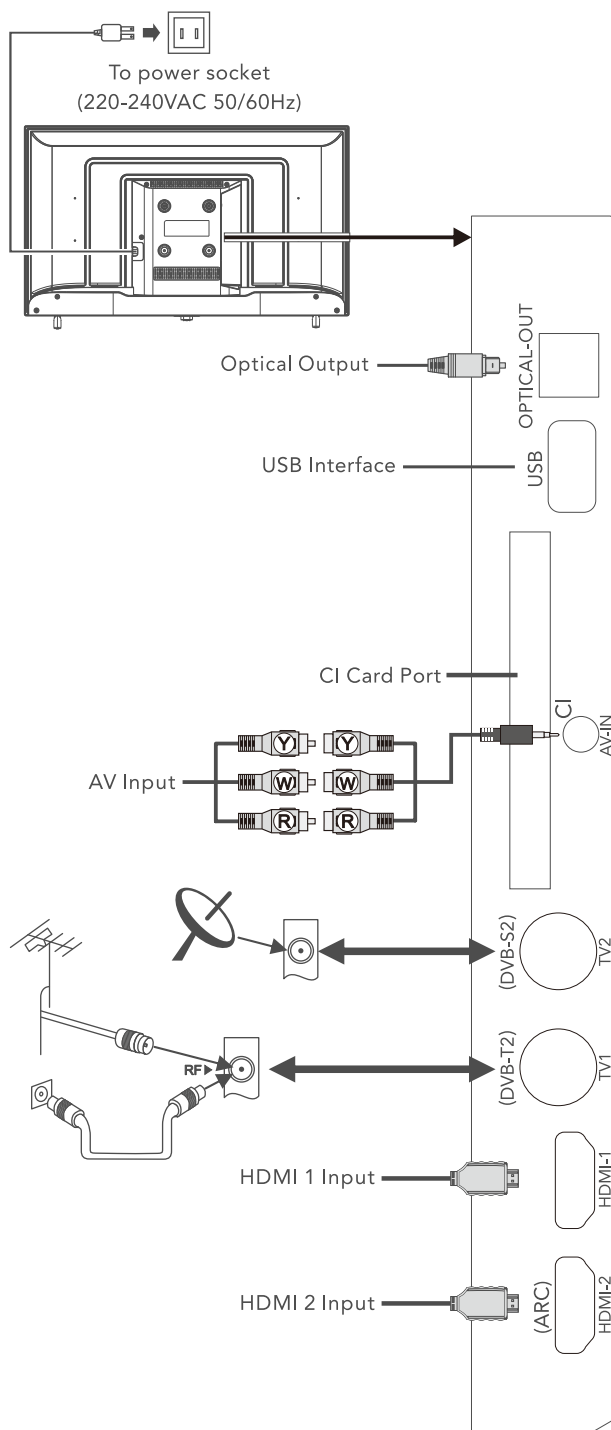 To power socket
(220-240VAC 50/60Hz)
Optical Output
OPTICAL-OUT
USB Interface
USB
CI Card Port
CI
AV-IN
Y Y
AV Input
W W
R R
(DVB-S2)
TV2
RF
(DVB-T2)
TV1
HDMI 1 Input
HDMI-1
HDMI 2 Input
(ARC)
HDMI-2